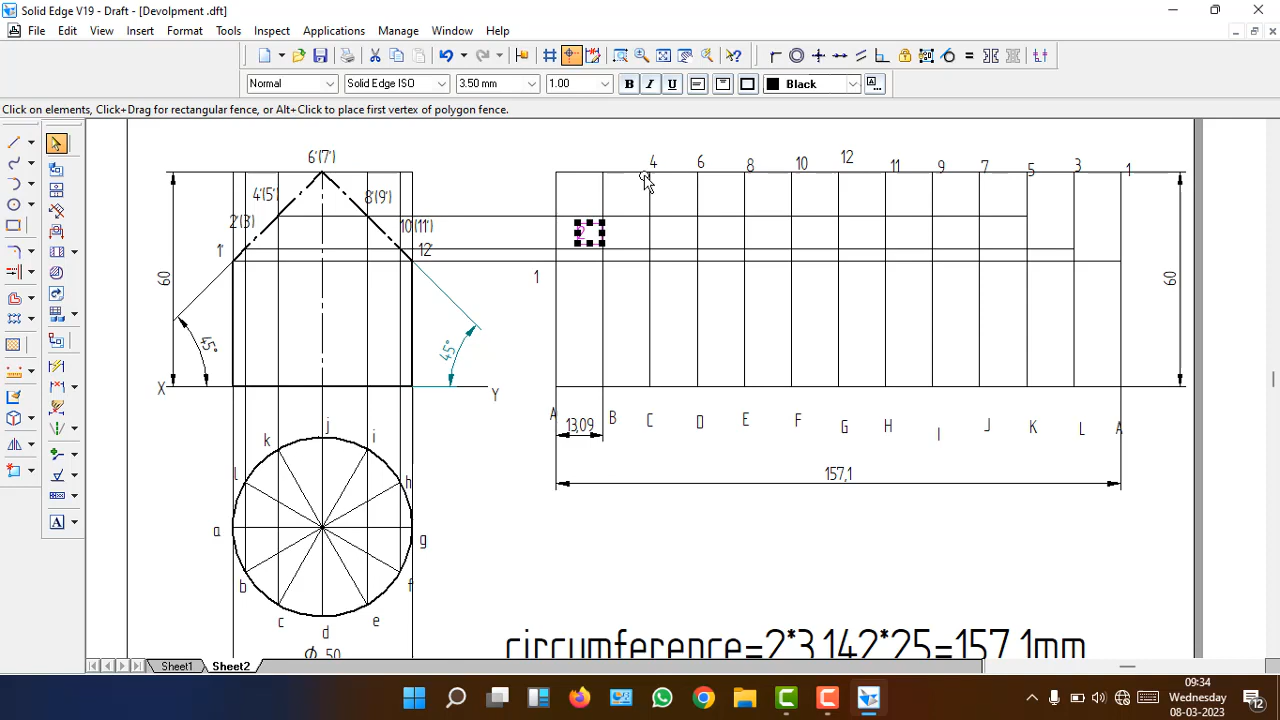 Solid Edge V19 - Draft - [Devolpment .dft]
File Edit View Insert Format Tools Inspect Applications Manage Window Help
Normal Solid Edge ISO 3.50 mm 1.00 B I U Black
Click on elements, Click+Drag for rectangular fence, or Alt+Click to place first vertex of polygon fence.
6'(7') 4 6 8 10 12 11 9 7 5 3 1
4'(5') 8'(9')
2'(3') 10'(11') 2
1' 12'
60 1 60
45° 45°
X Y
A 13,09 B C D E F G H I J K L A
157,1
j
k i
l h
a g
b f
c e
d
Φ 50
circumference=2*3.142*25=157.1mm
A
Sheet1 Sheet2
09:34
Wednesday
08-03-2023
12